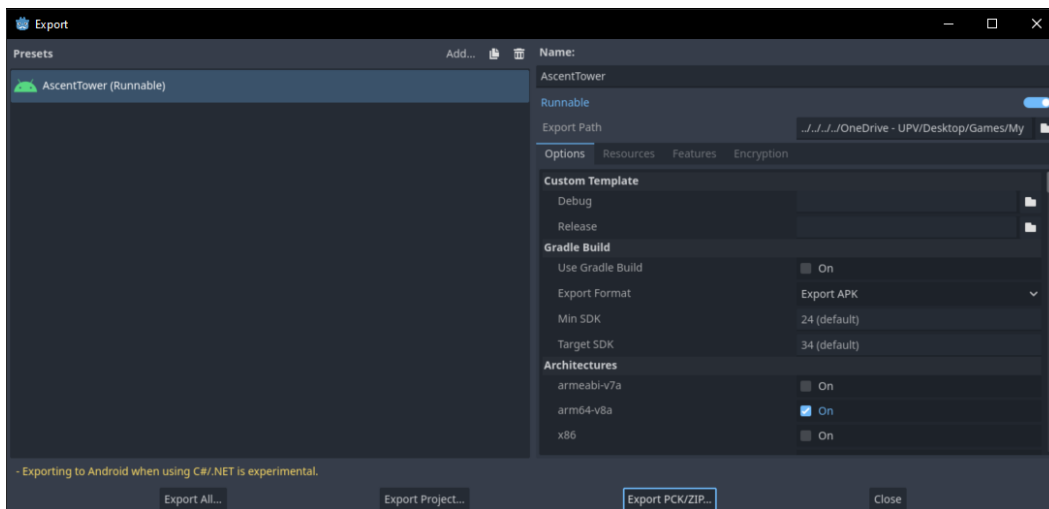 Export
Presets
Add...
AscentTower (Runnable)
- Exporting to Android when using C#/.NET is experimental.
Name:
AscentTower
Runnable
Export Path ../../../../OneDrive - UPV/Desktop/Games/My
Options Resources Features Encryption
Custom Template
Debug
Release
Gradle Build
Use Gradle Build On
Export Format Export APK
Min SDK 24 (default)
Target SDK 34 (default)
Architectures
armeabi-v7a On
arm64-v8a On
x86 On
Export All... Export Project... Export PCK/ZIP... Close